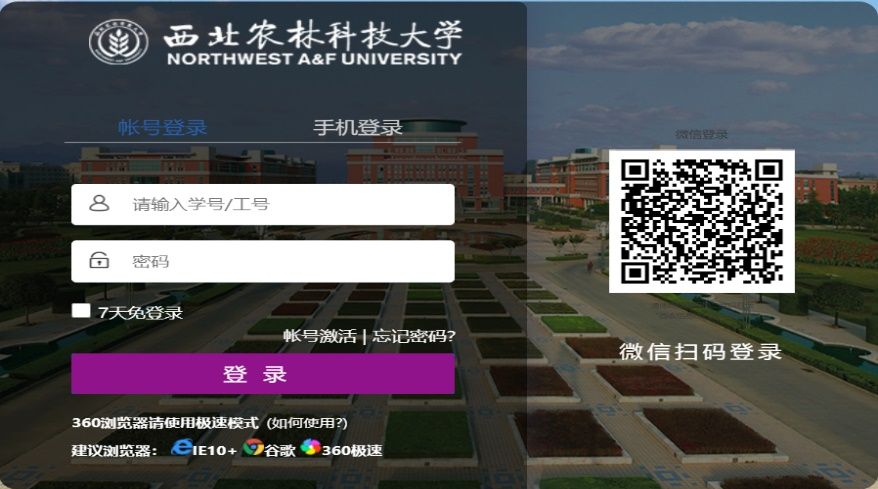 西北农林科技大学
NORTHWEST A&F UNIVERSITY
帐号登录 手机登录
请输入学号/工号
密码
7天免登录
帐号激活 | 忘记密码?
登 录
360浏览器请使用极速模式 (如何使用?)
建议浏览器： IE10+ 谷歌 360极速
微信登录
微信扫码登录